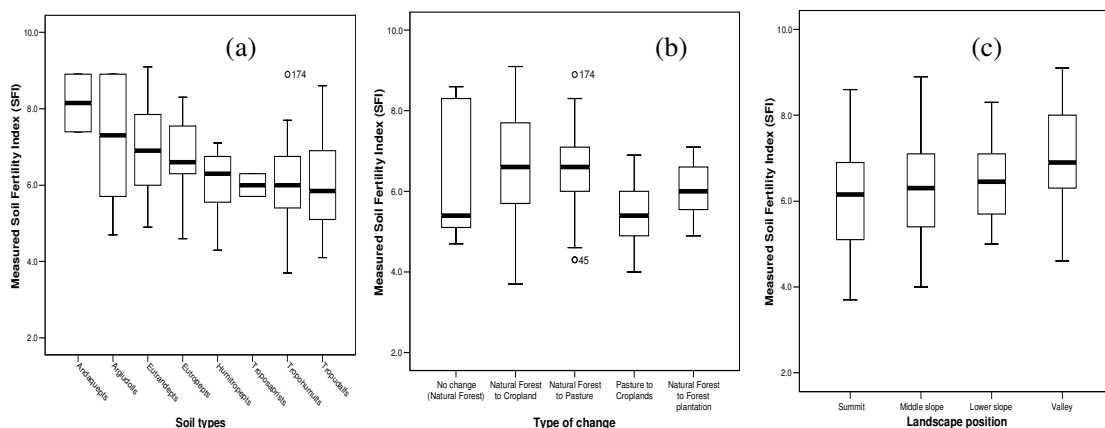 (a)
Measured Soil Fertility Index (SFI)
10.0
8.0
6.0
4.0
2.0
174
Andaquepts
Argiudolls
Eutrandepts
Eutropepts
Humitropepts
Troposaprists
Tropohumults
Tropudalfs
Soil types
(b)
Measured Soil Fertility Index (SFI)
10.0
8.0
6.0
4.0
2.0
174
45
No change
(Natural Forest)
Natural Forest
to Cropland
Natural Forest
to Pasture
Pasture to
Croplands
Natural Forest
to Forest
plantation
Type of change
(c)
Measured Soil Fertility Index (SFI)
10.0
8.0
6.0
4.0
2.0
Summit
Middle slope
Lower slope
Valley
Landscape position